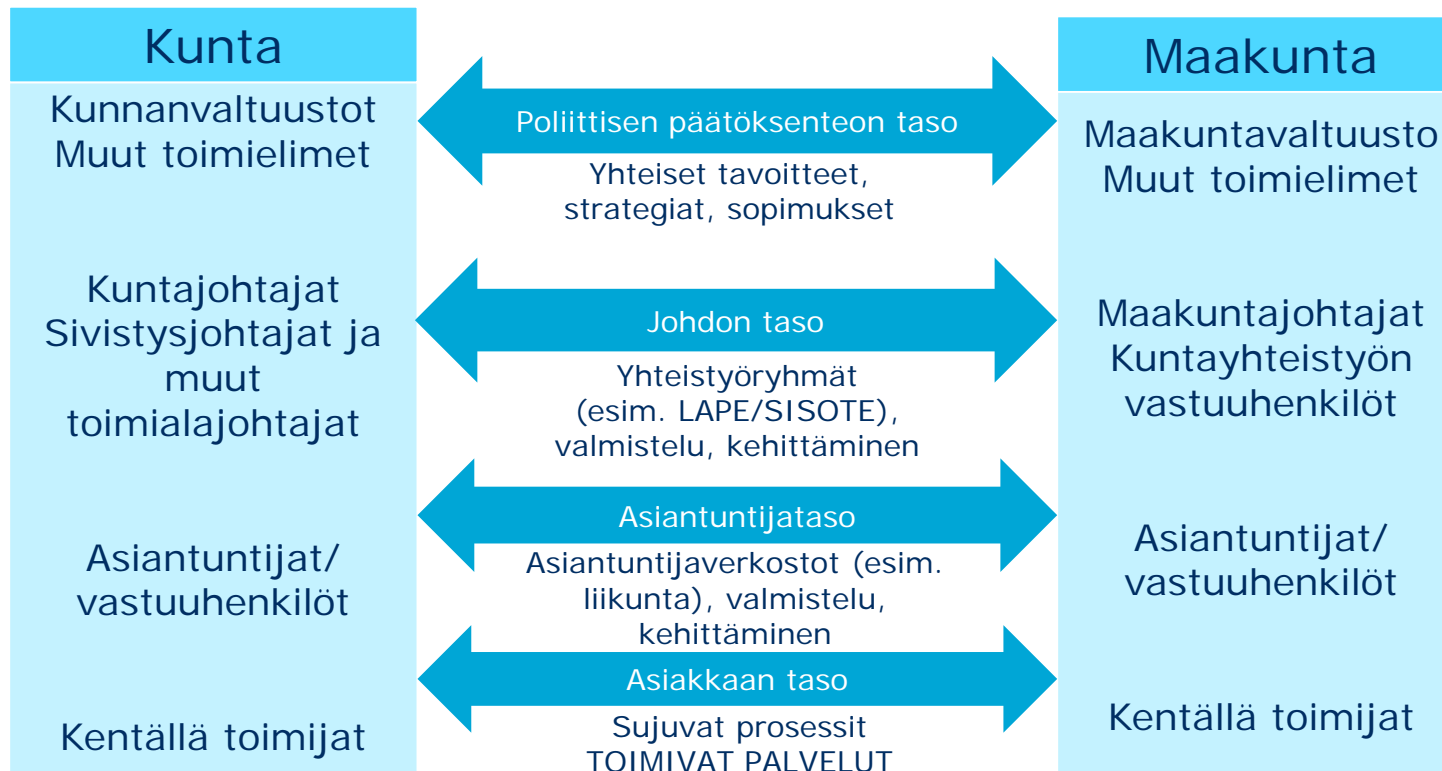 Kunta
Kunnanvaltuustot
Muut toimielimet
Kuntajohtajat
Sivistysjohtajat ja
muut
toimialajohtajat
Asiantuntijat/
vastuuhenkilöt
Kentällä toimijat
Poliittisen päätöksenteon taso
Yhteiset tavoitteet,
strategiat, sopimukset
Johdon taso
Yhteistyöryhmät
(esim. LAPE/SISOTE),
valmistelu, kehittäminen
Asiantuntijataso
Asiantuntijaverkostot (esim.
liikunta), valmistelu,
kehittäminen
Asiakkaan taso
Sujuvat prosessit
TOIMIVAT PALVELUT
Maakunta
Maakuntavaltuusto
Muut toimielimet
Maakuntajohtajat
Kuntayhteistyön
vastuuhenkilöt
Asiantuntijat/
vastuuhenkilöt
Kentällä toimijat